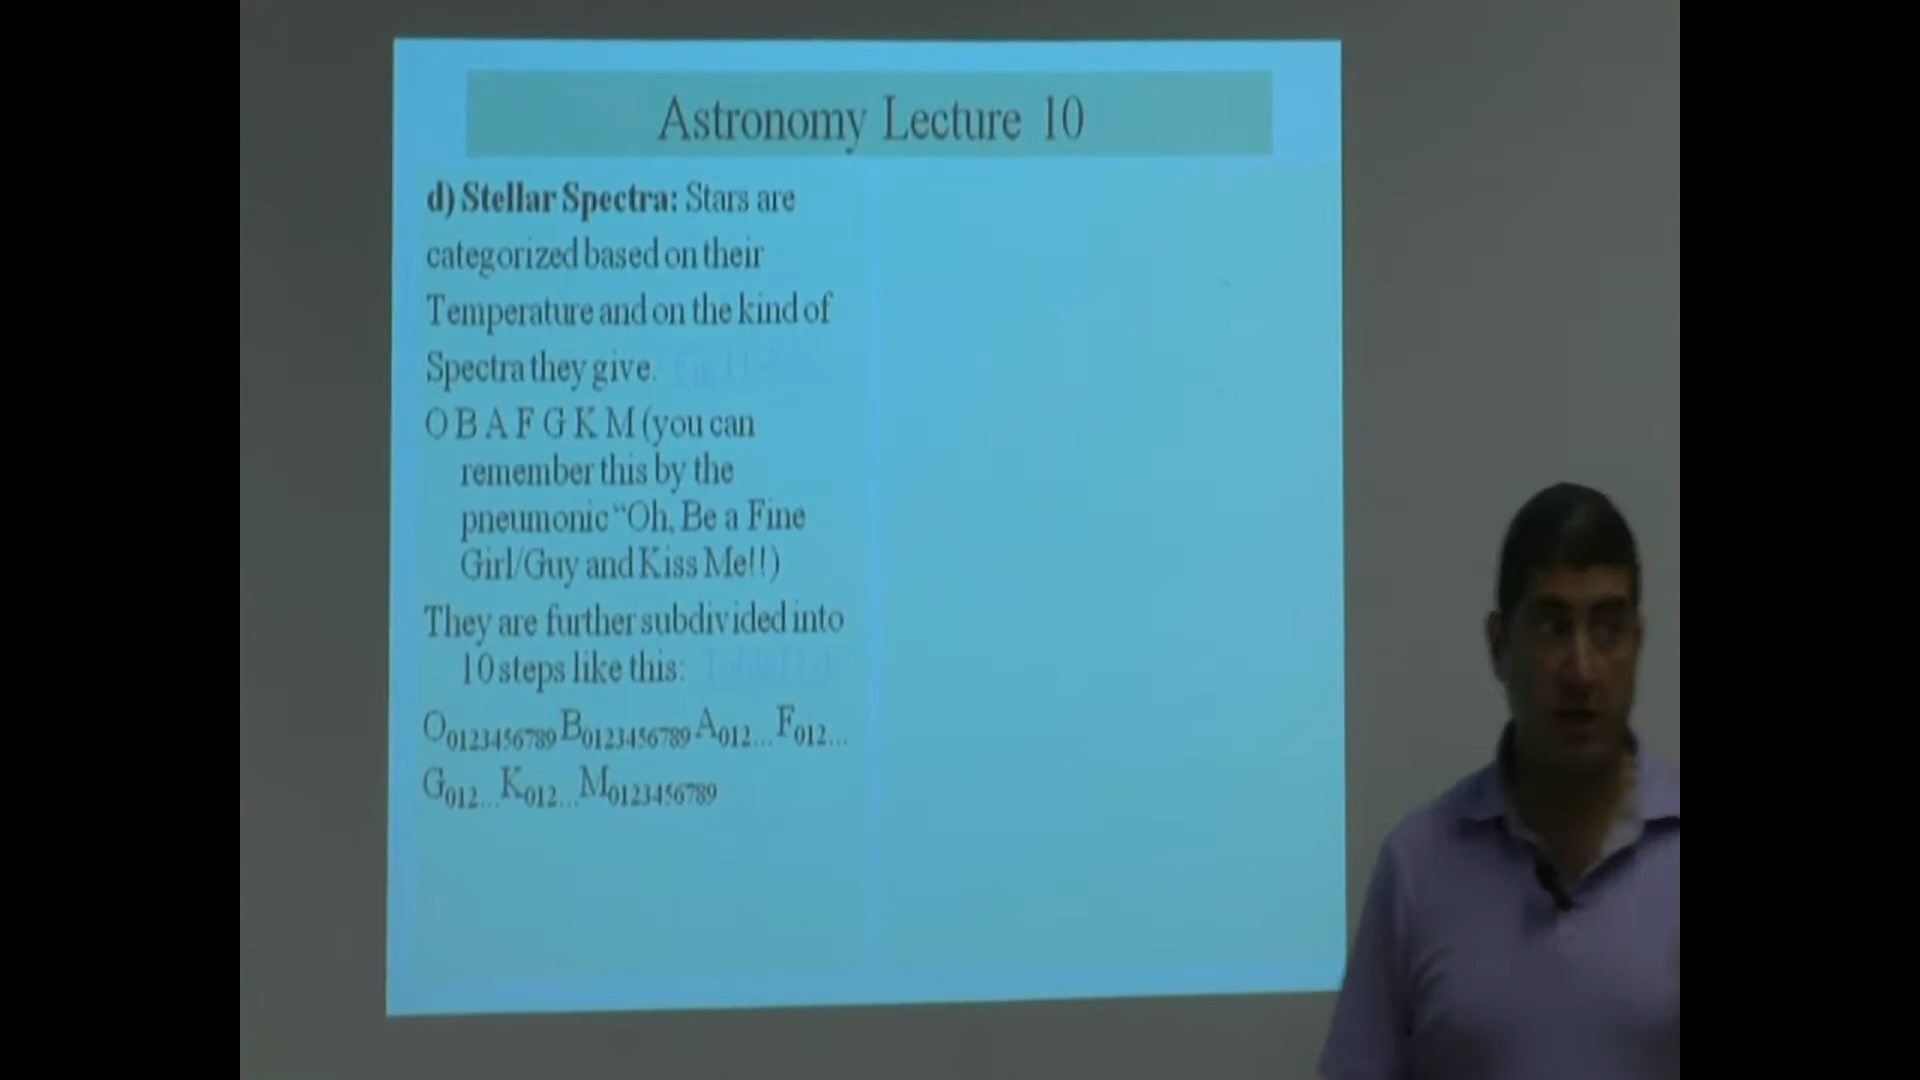 Astronomy Lecture 10
d) Stellar Spectra: Stars are
categorized based on their
Temperature and on the kind of
Spectra they give.
O B A F G K M (you can
remember this by the
pneumonic “Oh, Be a Fine
Girl/Guy and Kiss Me!!)
They are further subdivided into
10 steps like this:
O0123456789 B0123456789 A012... F012...
G012... K012... M0123456789